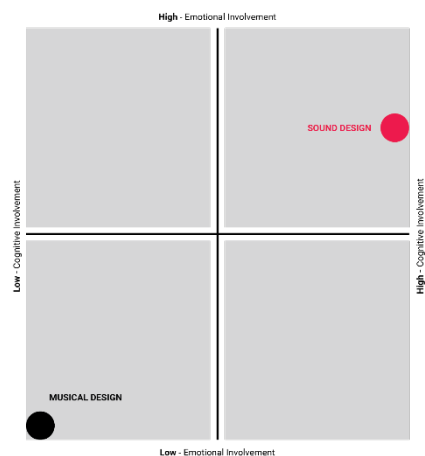 High - Emotional Involvement
SOUND DESIGN
Low - Cognitive Involvement
High - Cognitive Involvement
MUSICAL DESIGN
Low - Emotional Involvement